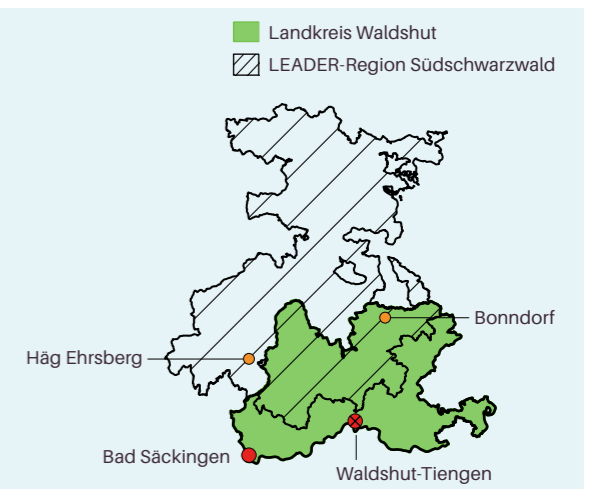 Landkreis Waldshut
LEADER-Region Südschwarzwald
Bonndorf
Häg Ehrsberg
Bad Säckingen
Waldshut-Tiengen